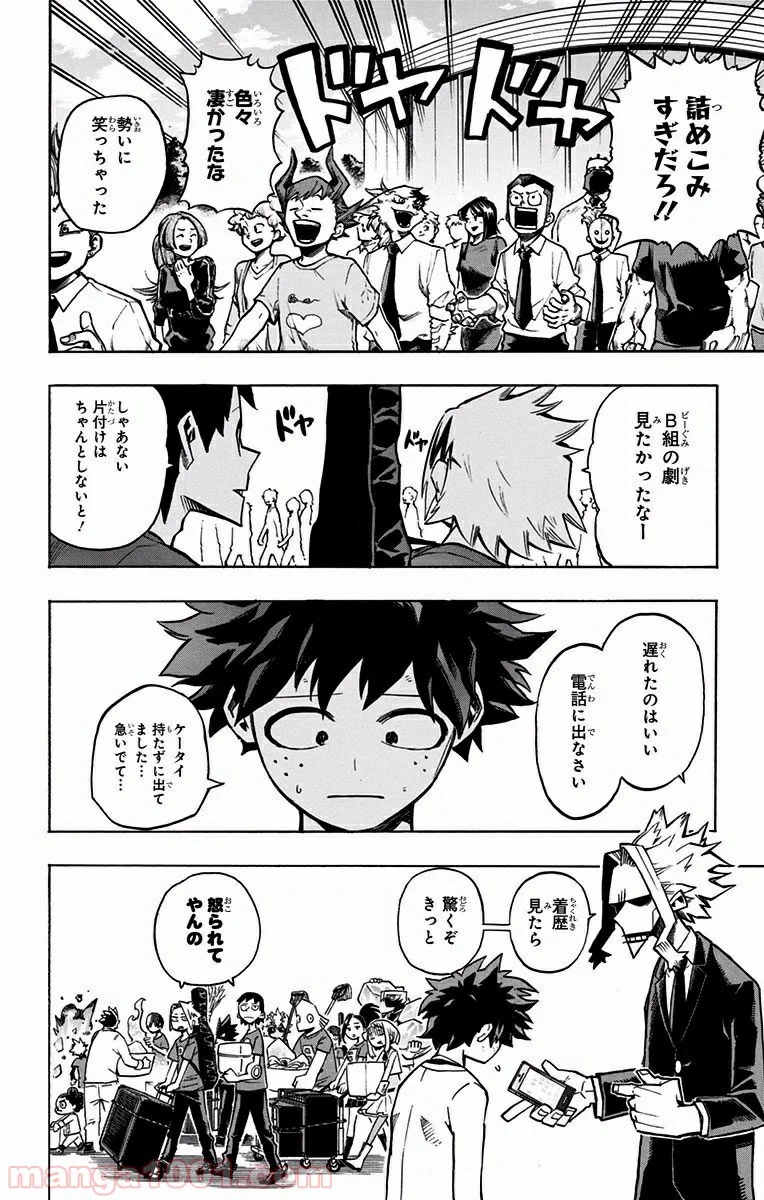 詰めこみ
すぎだろ!!
ドヤドヤ
色々
凄かったな
勢いに
笑っちゃった
B組の劇
見たかったなー
ドヤ
ドヤ
しゃあない
片付けは
ちゃんとしないと!
遅れたのはいい
電話に出なさい
ケータイ
持たずに出て
ました…
急いでて…
着歴
見たら
驚くぞ
きっと
怒られて
やんの
manga1001.com